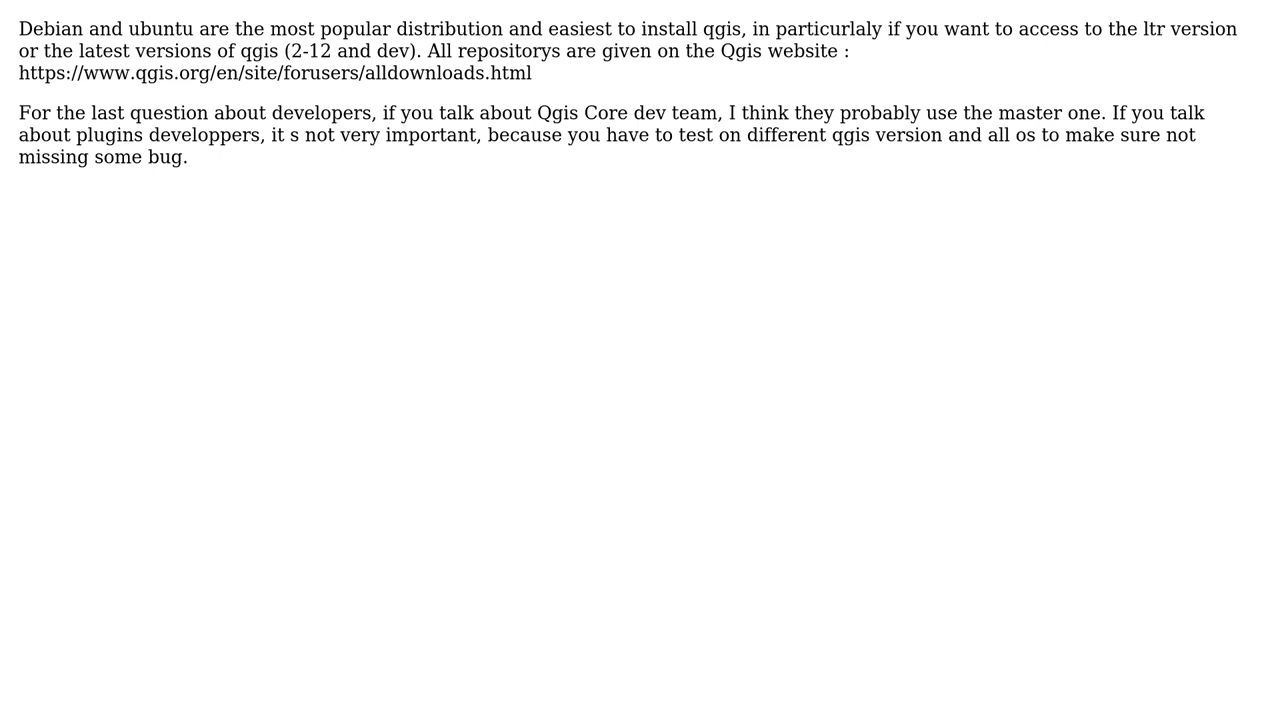 Debian and ubuntu are the most popular distribution and easiest to install qgis, in particurlaly if you want to access to the ltr version
or the latest versions of qgis (2-12 and dev). All repositorys are given on the Qgis website :
https://www.qgis.org/en/site/forusers/alldownloads.html
For the last question about developers, if you talk about Qgis Core dev team, I think they probably use the master one. If you talk
about plugins developpers, it s not very important, because you have to test on different qgis version and all os to make sure not
missing some bug.